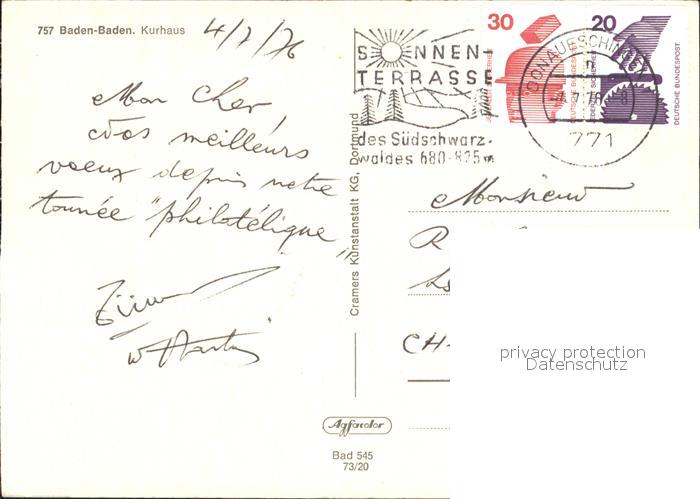 757 Baden-Baden. Kurhaus
4/7/76
Mon Cher,
vos meilleurs
voeux depuis notre
tournée "philatélique"
SONNEN-
TERRASSE
des Südschwarz-
waldes 680-825m
30
20
DEUTSCHE BUNDESPOST
DONAUESCHINGEN
771
Monsieur
R
CH-
Cramers Kunstanstalt KG, Dortmund
Agfacolor
Bad 545
73/20
privacy protection
Datenschutz